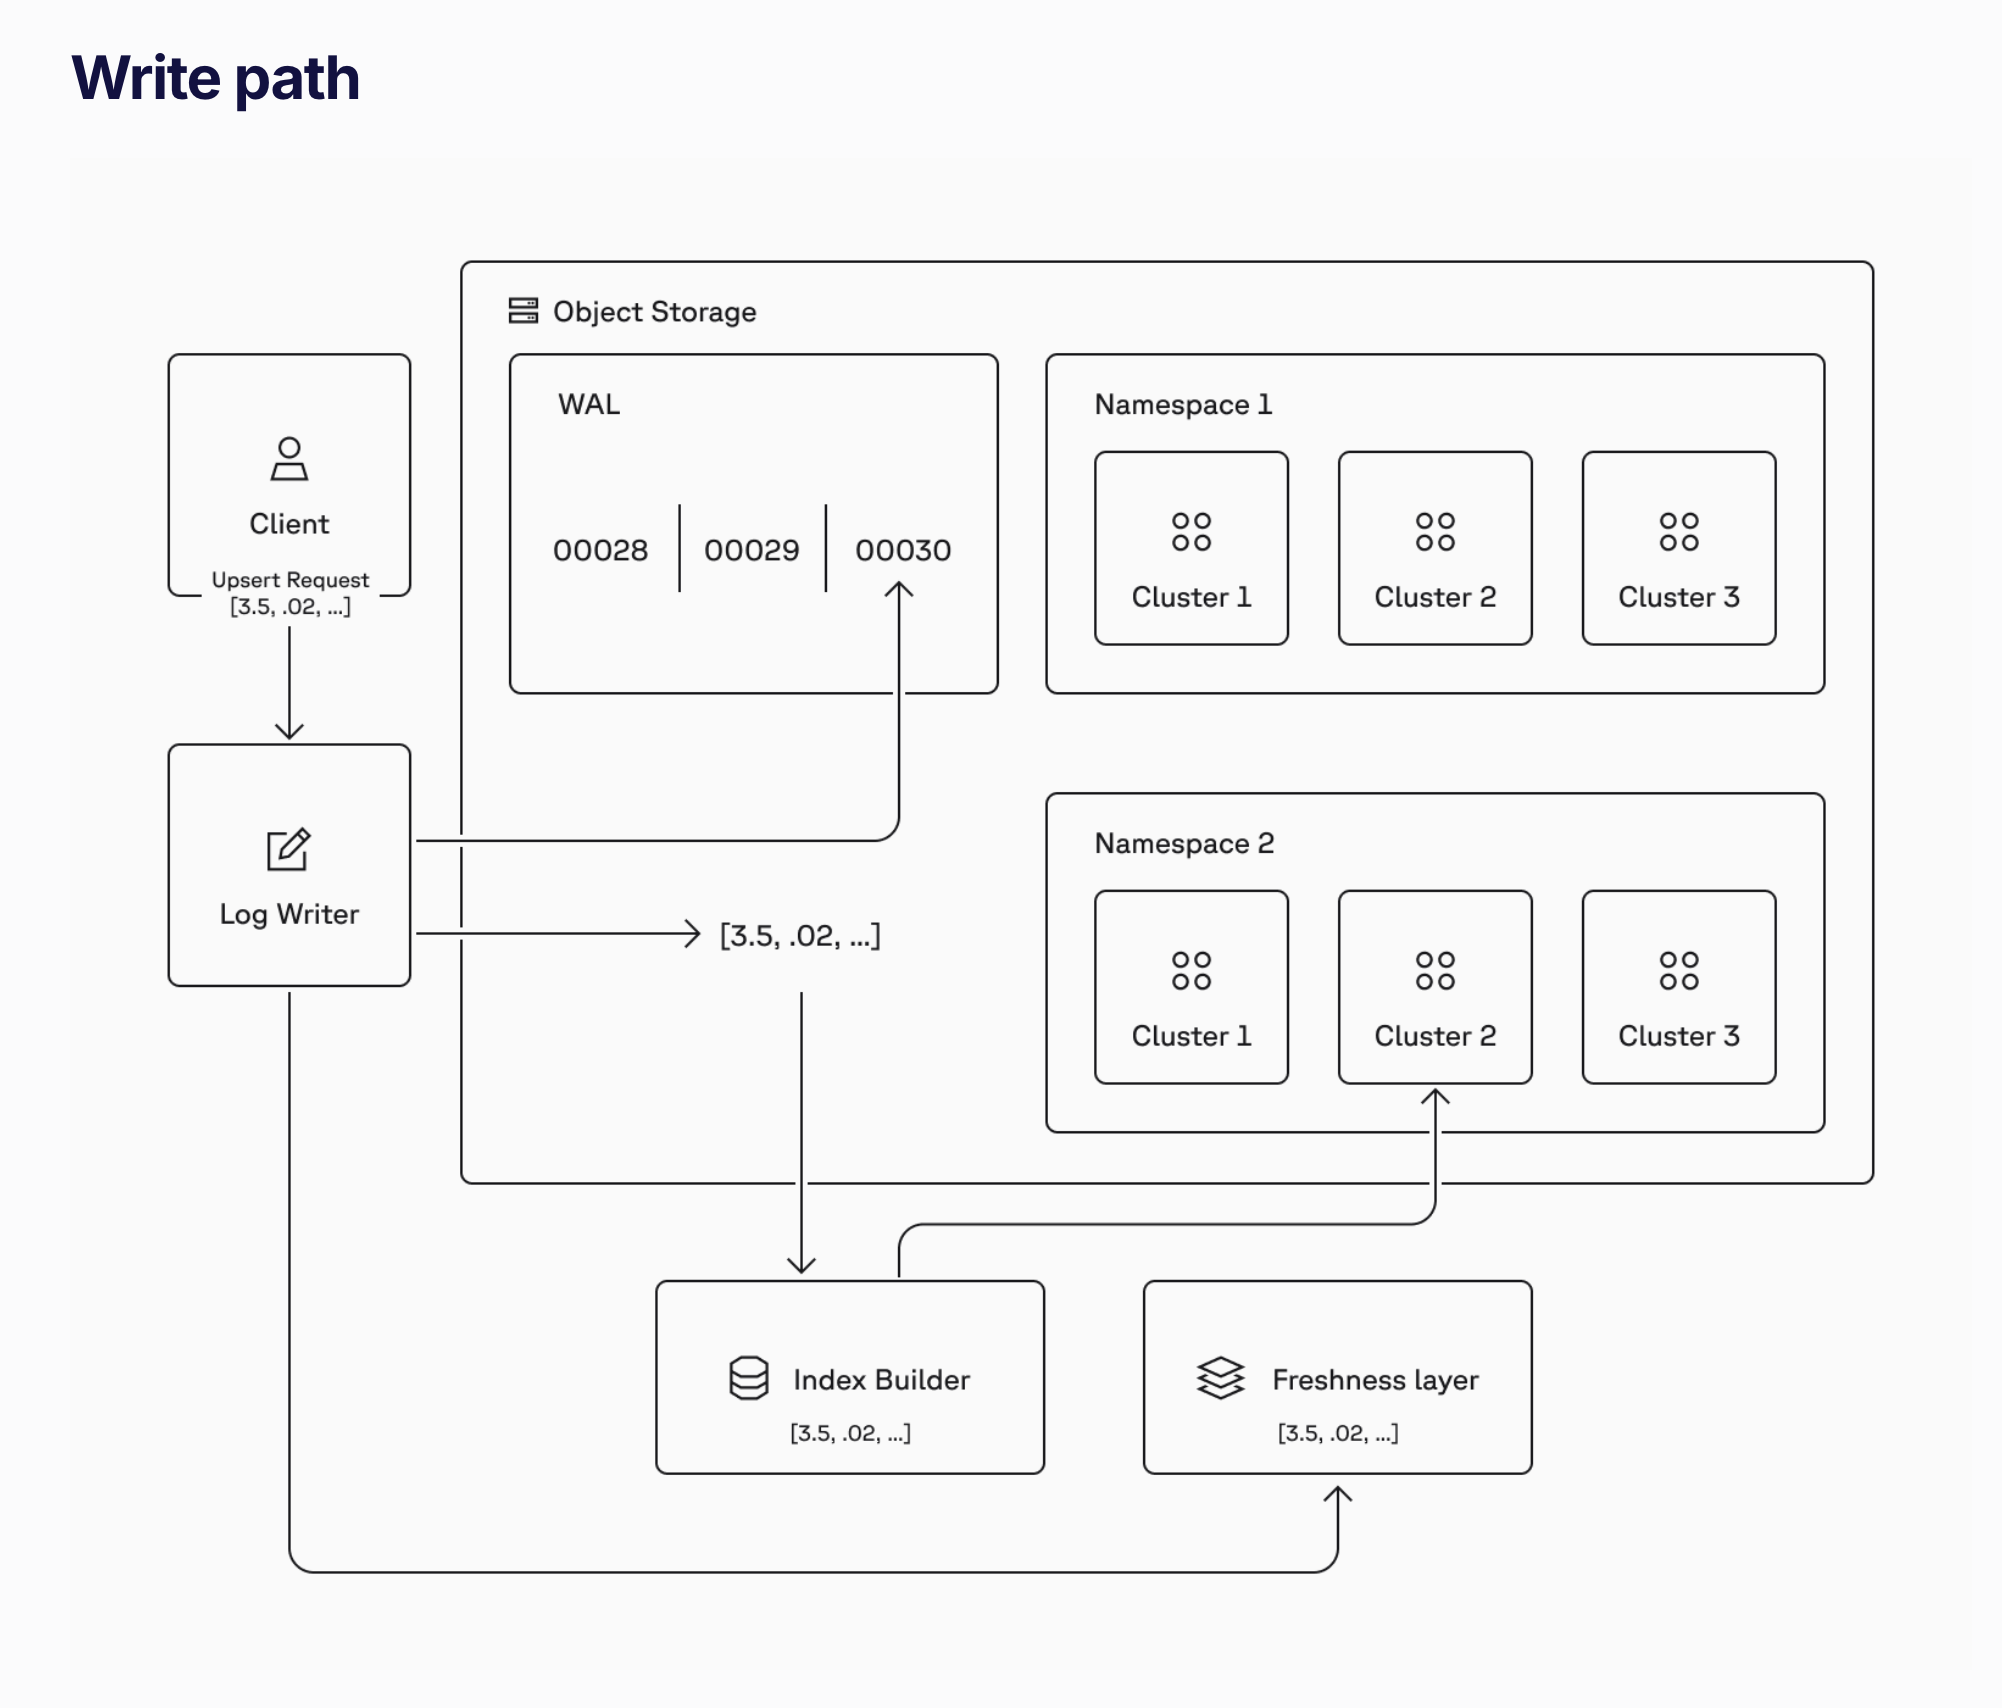 Write path
Object Storage
Client
Upsert Request
[3.5, .02, ...]
WAL
00028
00029
00030
Namespace 1
Cluster 1
Cluster 2
Cluster 3
Log Writer
[3.5, .02, ...]
Namespace 2
Cluster 1
Cluster 2
Cluster 3
Index Builder
[3.5, .02, ...]
Freshness layer
[3.5, .02, ...]